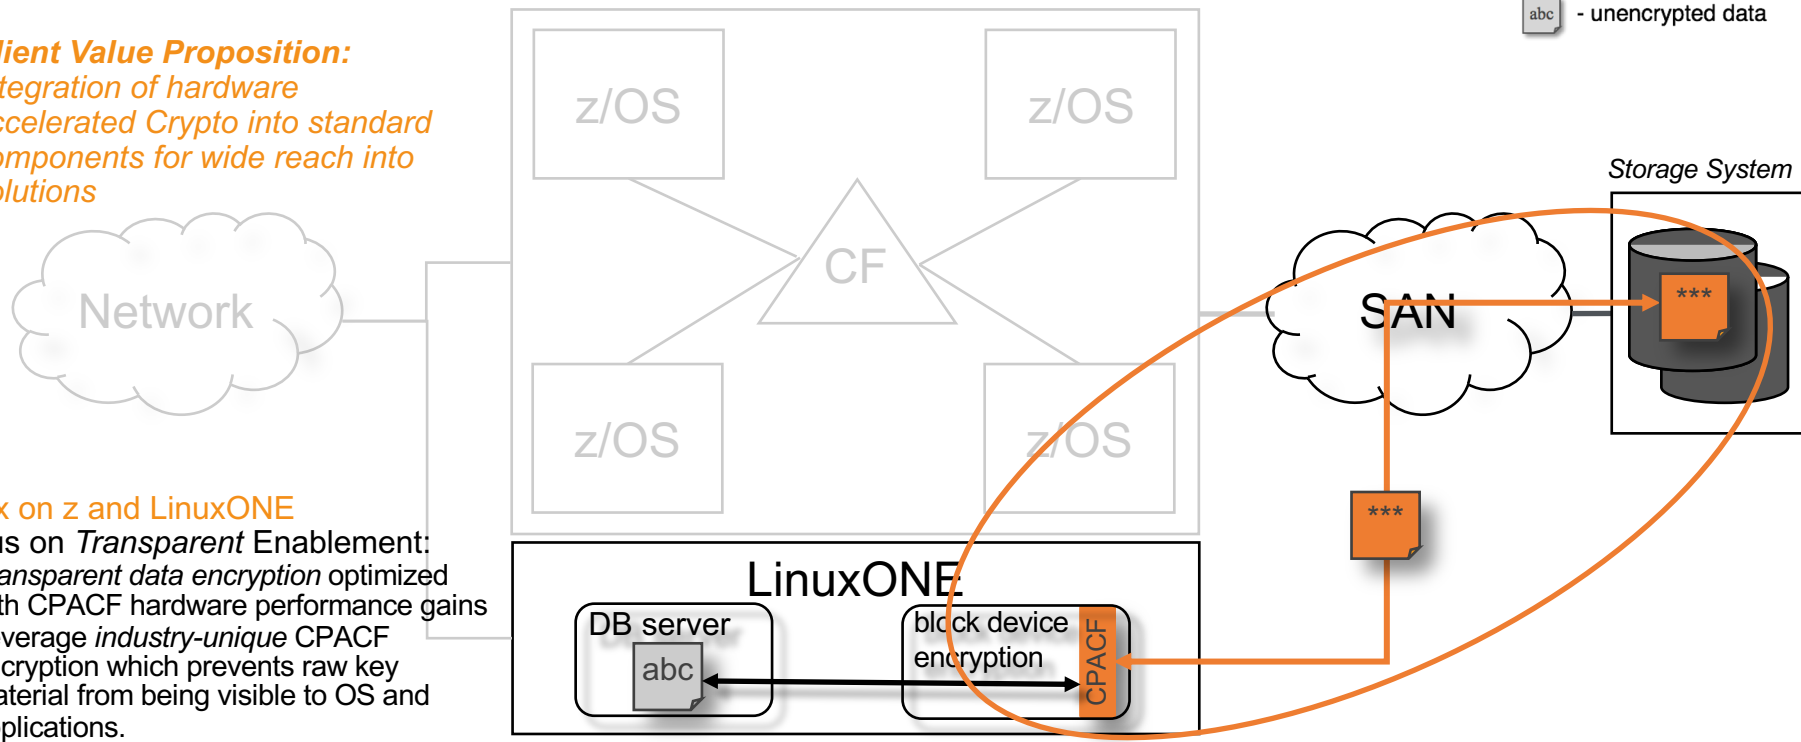 abc - unencrypted data
lient Value Proposition:
tegration of hardware
ccelerated Crypto into standard
omponents for wide reach into
olutions
z/OS
z/OS
Storage System
CF
Network
SAN
***
z/OS
z/OS
***
x on z and LinuxONE
us on Transparent Enablement:
ansparent data encryption optimized
th CPACF hardware performance gains
everage industry-unique CPACF
cryption which prevents raw key
aterial from being visible to OS and
plications.
LinuxONE
DB server
abc
block device
encryption
CPACF